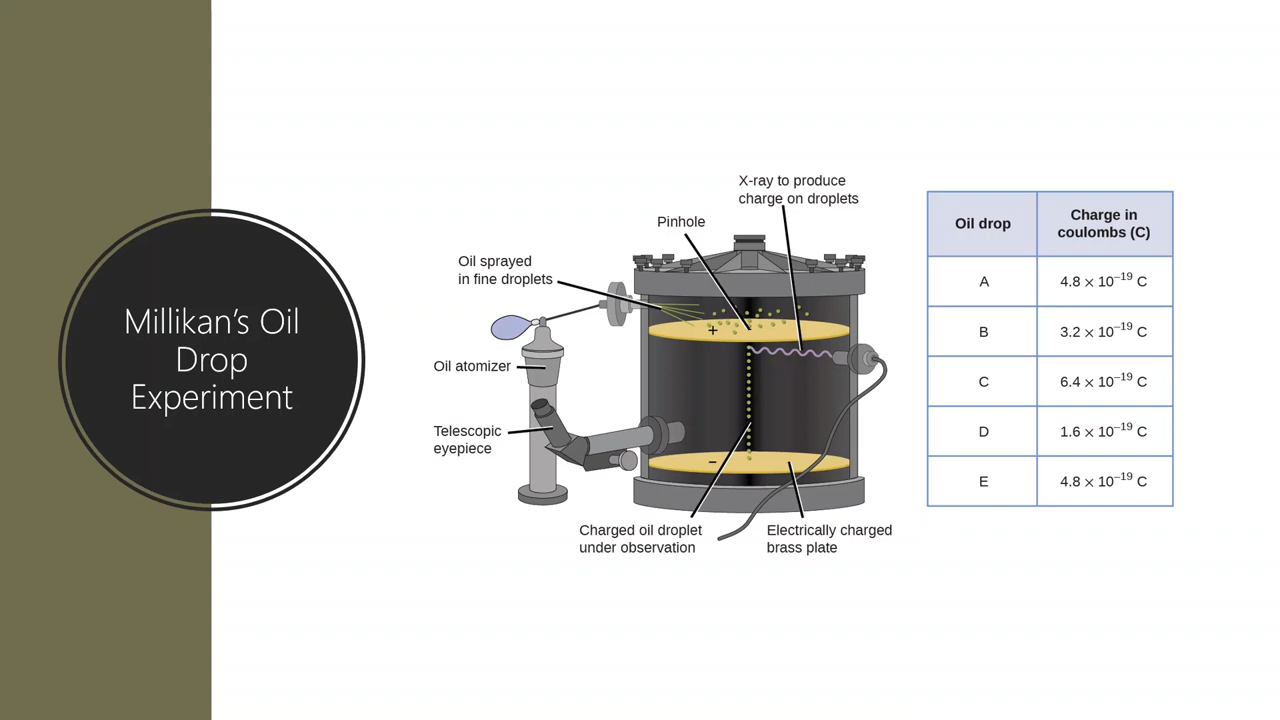 Millikan's Oil
Drop
Experiment
X-ray to produce
charge on droplets
Pinhole
Oil sprayed
in fine droplets
+
Oil atomizer
Telescopic
eyepiece
–
Charged oil droplet
under observation
Electrically charged
brass plate
Oil drop Charge in
coulombs (C)
A 4.8 × 10⁻¹⁹ C
B 3.2 × 10⁻¹⁹ C
C 6.4 × 10⁻¹⁹ C
D 1.6 × 10⁻¹⁹ C
E 4.8 × 10⁻¹⁹ C